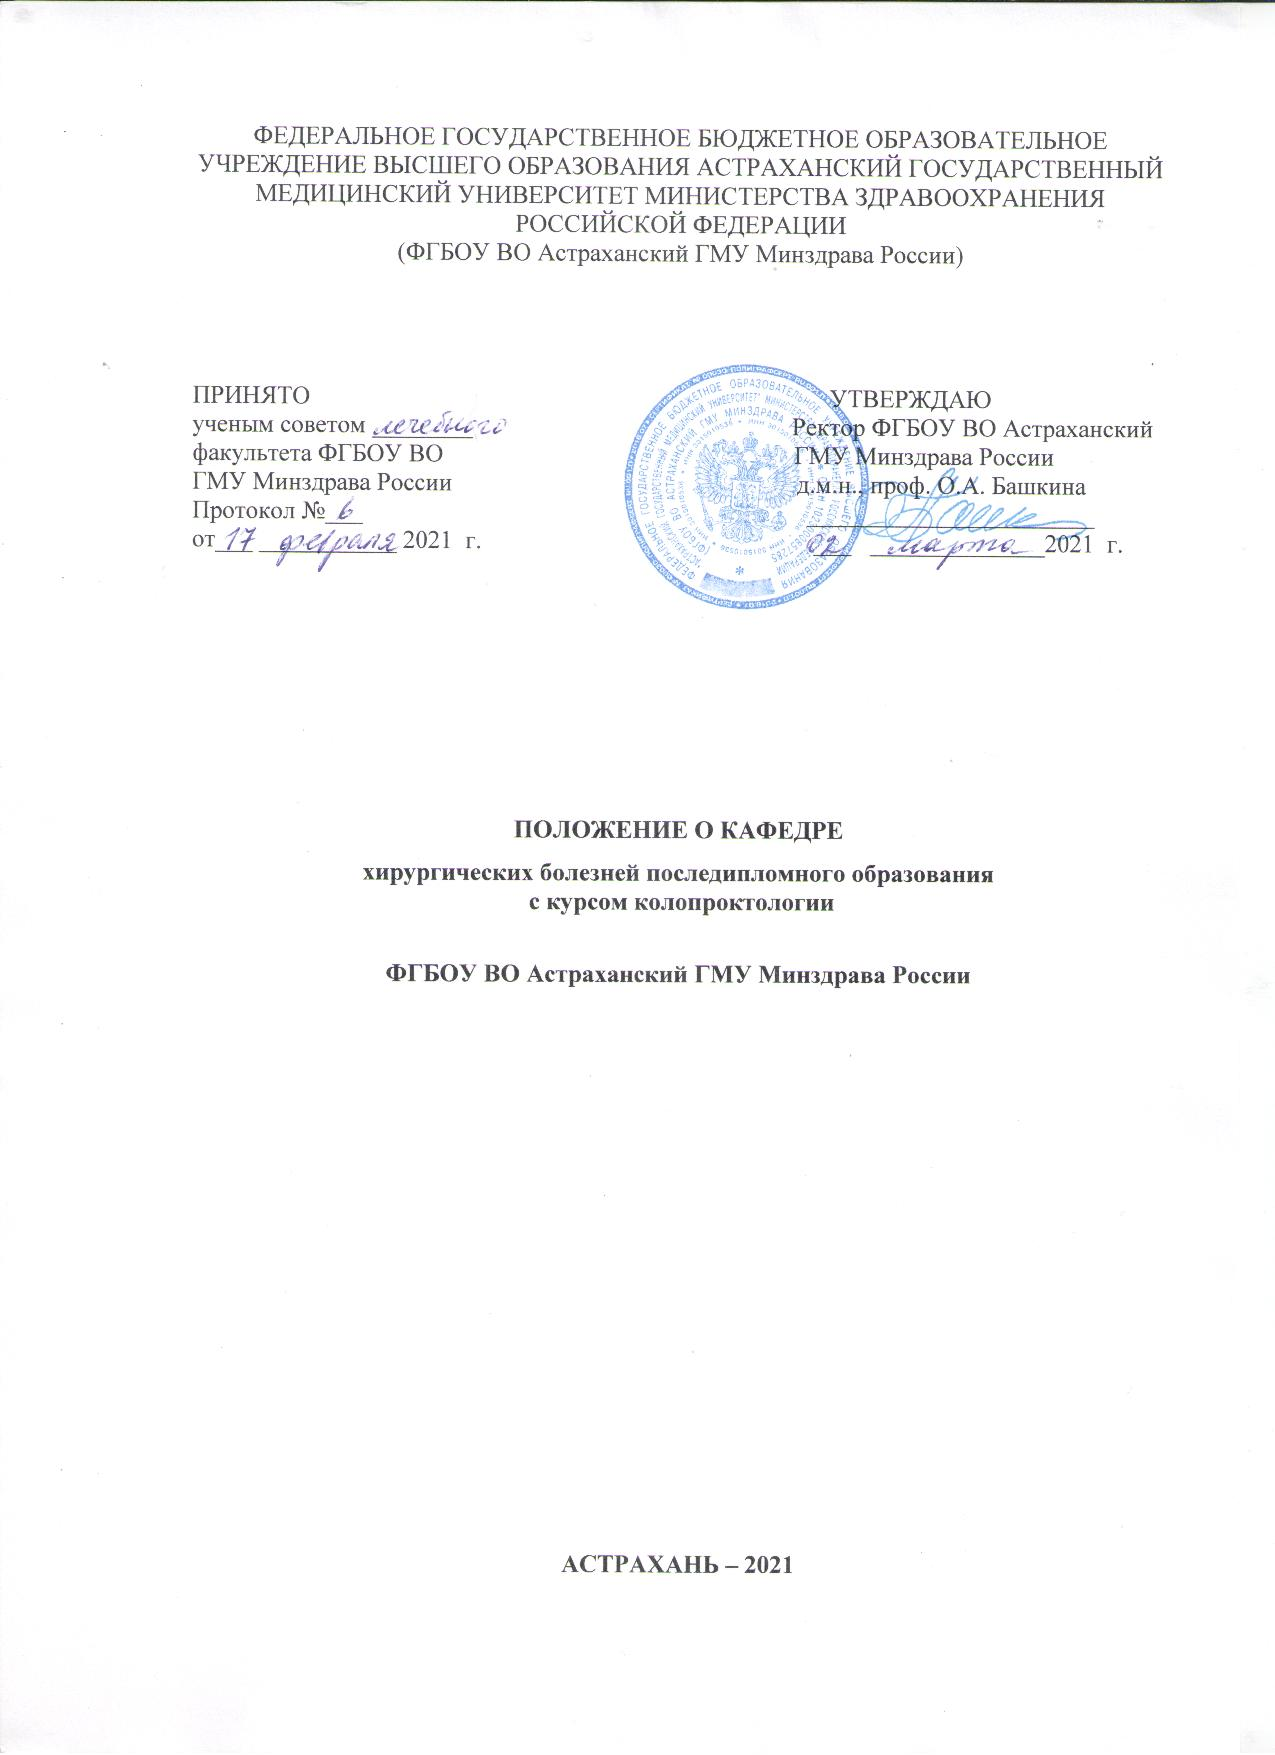 ФЕДЕРАЛЬНОЕ ГОСУДАРСТВЕННОЕ БЮДЖЕТНОЕ ОБРАЗОВАТЕЛЬНОЕ
УЧРЕЖДЕНИЕ ВЫСШЕГО ОБРАЗОВАНИЯ АСТРАХАНСКИЙ ГОСУДАРСТВЕННЫЙ
МЕДИЦИНСКИЙ УНИВЕРСИТЕТ МИНИСТЕРСТВА ЗДРАВООХРАНЕНИЯ
РОССИЙСКОЙ ФЕДЕРАЦИИ
(ФГБОУ ВО Астраханский ГМУ Минздрава России)
ПРИНЯТО
ученым советом лечебного
факультета ФГБОУ ВО
ГМУ Минздрава России
Протокол № 6
от 17 февраля 2021 г.
УТВЕРЖДАЮ
Ректор ФГБОУ ВО Астраханский
ГМУ Минздрава России
д.м.н., проф. О.А. Башкина
02 марта 2021 г.
ПОЛОЖЕНИЕ О КАФЕДРЕ
хирургических болезней последипломного образования
с курсом колопроктологии
ФГБОУ ВО Астраханский ГМУ Минздрава России
АСТРАХАНЬ – 2021